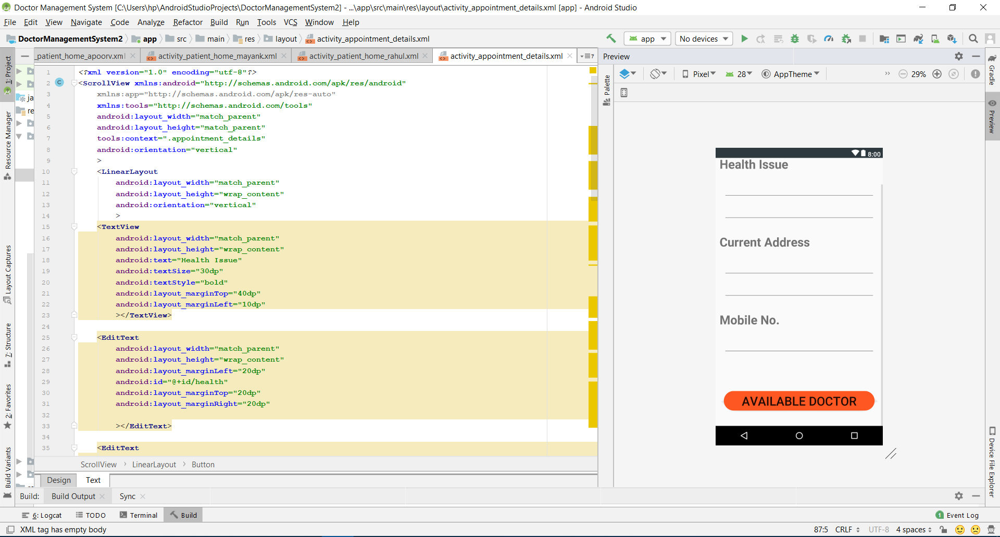 Doctor Management System [C:\Users\hp\AndroidStudioProjects\DoctorManagementSystem2] - ...\app\src\main\res\layout\activity_appointment_details.xml [app] - Android Studio
File Edit View Navigate Code Analyze Refactor Build Run Tools VCS Window Help
DoctorManagementSystem2 app src main res layout activity_appointment_details.xml app No devices
_patient_home_apoorv.xml activity_patient_home_mayank.xml activity_patient_home_rahul.xml activity_appointment_details.xml 7
Preview
Pixel 28 AppTheme 29%
1: Project
Resource Manager
Layout Captures
7: Structure
2: Favorites
Build Variants
ja
re
1 <?xml version="1.0" encoding="utf-8"?>
2 C <ScrollView xmlns:android="http://schemas.android.com/apk/res/android"
3 xmlns:app="http://schemas.android.com/apk/res-auto"
4 xmlns:tools="http://schemas.android.com/tools"
5 android:layout_width="match_parent"
6 android:layout_height="match_parent"
7 tools:context=".appointment_details"
8 android:orientation="vertical"
9 >
10 <LinearLayout
11 android:layout_width="match_parent"
12 android:layout_height="wrap_content"
13 android:orientation="vertical"
14 >
15 <TextView
16 android:layout_width="match_parent"
17 android:layout_height="wrap_content"
18 android:text="Health Issue"
19 android:textSize="30dp"
20 android:textStyle="bold"
21 android:layout_marginTop="40dp"
22 android:layout_marginLeft="10dp"
23 ></TextView>
24
25 <EditText
26 android:layout_width="match_parent"
27 android:layout_height="wrap_content"
28 android:layout_marginLeft="20dp"
29 android:id="@+id/health"
30 android:layout_marginTop="20dp"
31 android:layout_marginRight="20dp"
32
33 ></EditText>
34
35 <EditText
ScrollView LinearLayout Button
Design Text
Palette
8:00
Health Issue
Current Address
Mobile No.
AVAILABLE DOCTOR
Gradle
Preview
Device File Explorer
Build: Build Output Sync
6: Logcat TODO Terminal Build 1 Event Log
XML tag has empty body 87:5 CRLF UTF-8 4 spaces